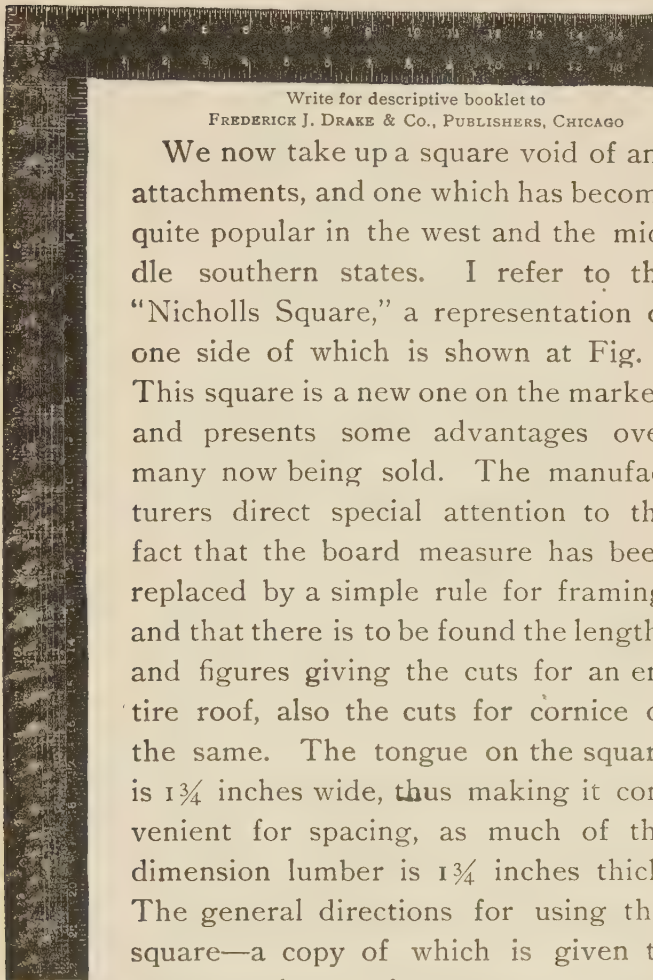 Write for descriptive booklet to
FREDERICK J. DRAKE & Co., PUBLISHERS, CHICAGO
We now take up a square void of an
attachments, and one which has becom
quite popular in the west and the mid
dle southern states. I refer to th
“Nicholls Square,” a representation o
one side of which is shown at Fig.
This square is a new one on the marke
and presents some advantages ove
many now being sold. The manufac
turers direct special attention to th
fact that the board measure has bee
replaced by a simple rule for framing
and that there is to be found the length
and figures giving the cuts for an en
tire roof, also the cuts for cornice o
the same. The tongue on the squar
is 1¾ inches wide, thus making it con
venient for spacing, as much of th
dimension lumber is 1¾ inches thick
The general directions for using th
square—a copy of which is given t